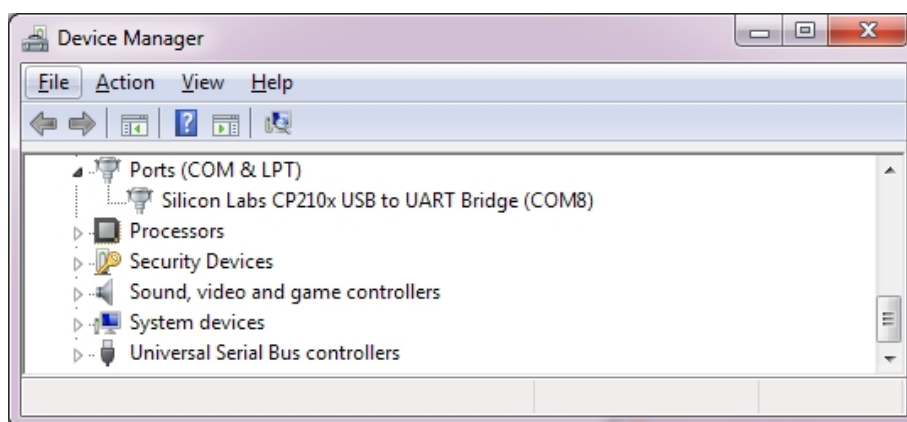 Device Manager
File Action View Help
Ports (COM & LPT)
Silicon Labs CP210x USB to UART Bridge (COM8)
Processors
Security Devices
Sound, video and game controllers
System devices
Universal Serial Bus controllers